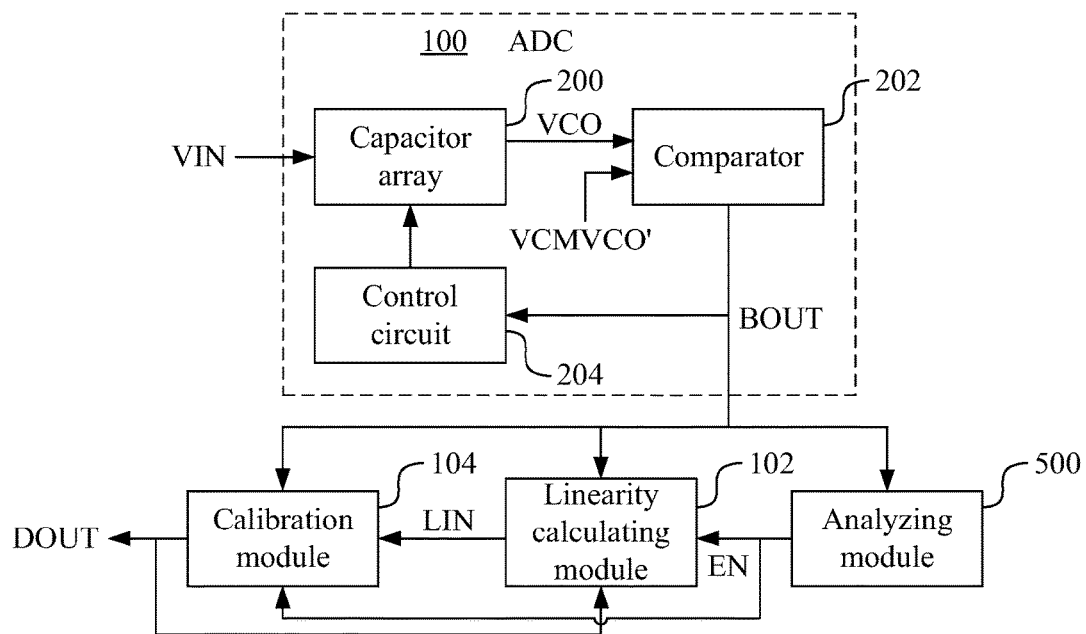 100 ADC
200
202
VIN
Capacitor
array
VCO
Comparator
VCMVCO'
Control
circuit
204
BOUT
104
102
500
DOUT
Calibration
module
LIN
Linearity
calculating
module
EN
Analyzing
module